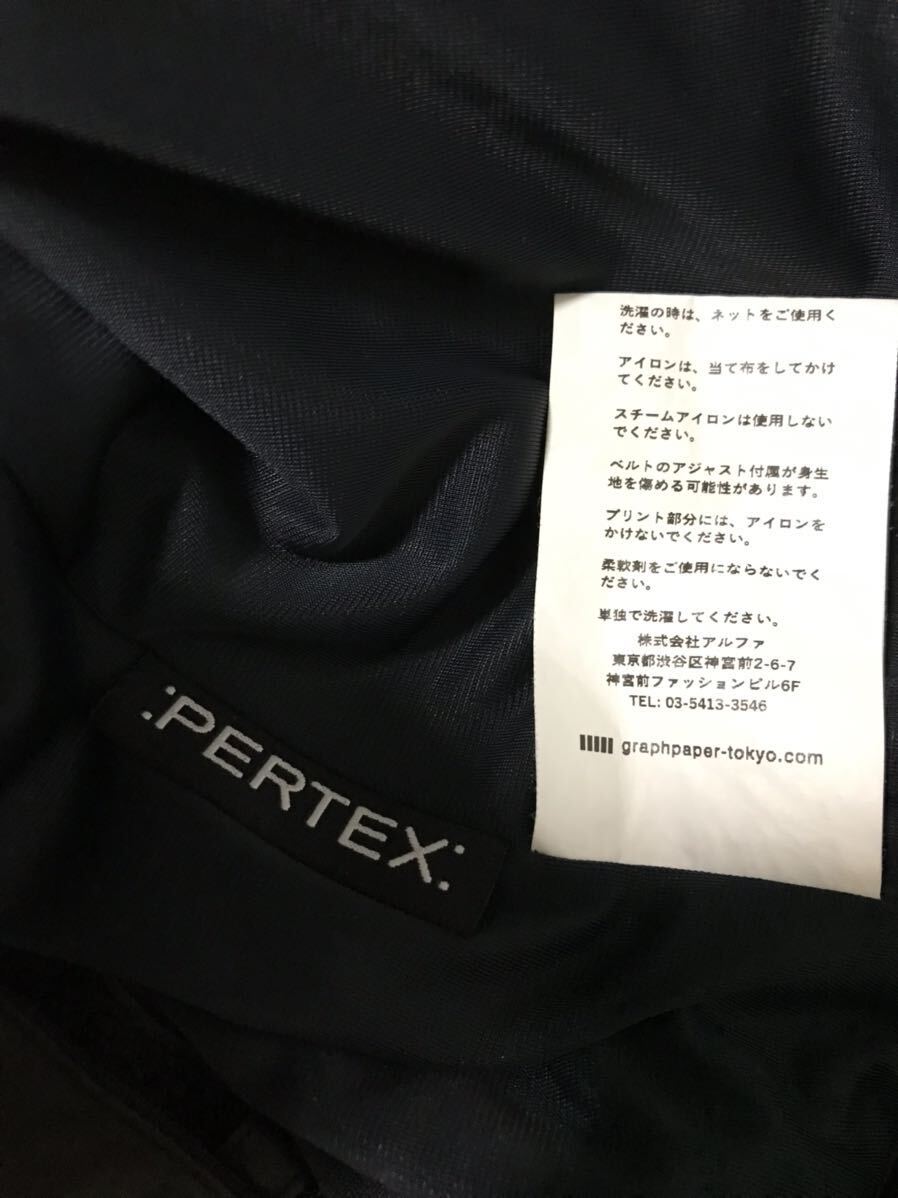 洗濯の時は、ネットをご使用く
ださい。
アイロンは、当て布をしてかけ
てください。
スチームアイロンは使用しない
でください。
ベルトのアジャスト付属が身生
地を傷める可能性があります。
プリント部分には、アイロンを
かけないでください。
柔軟剤をご使用にならないでく
ださい。
単独で洗濯してください。
株式会社アルファ
東京都渋谷区神宮前2-6-7
神宮前ファッションビル6F
TEL: 03-5413-3546
graphpaper-tokyo.com
:PERTEX: